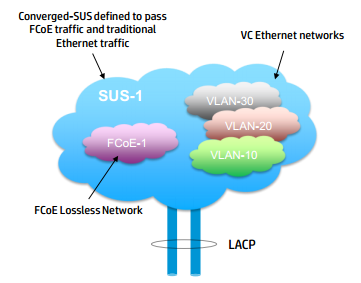 Converged-SUS defined to pass
FCoE traffic and traditional
Ethernet traffic
VC Ethernet networks
SUS-1
VLAN-30
VLAN-20
FCoE-1
VLAN-10
FCoE Lossless Network
LACP